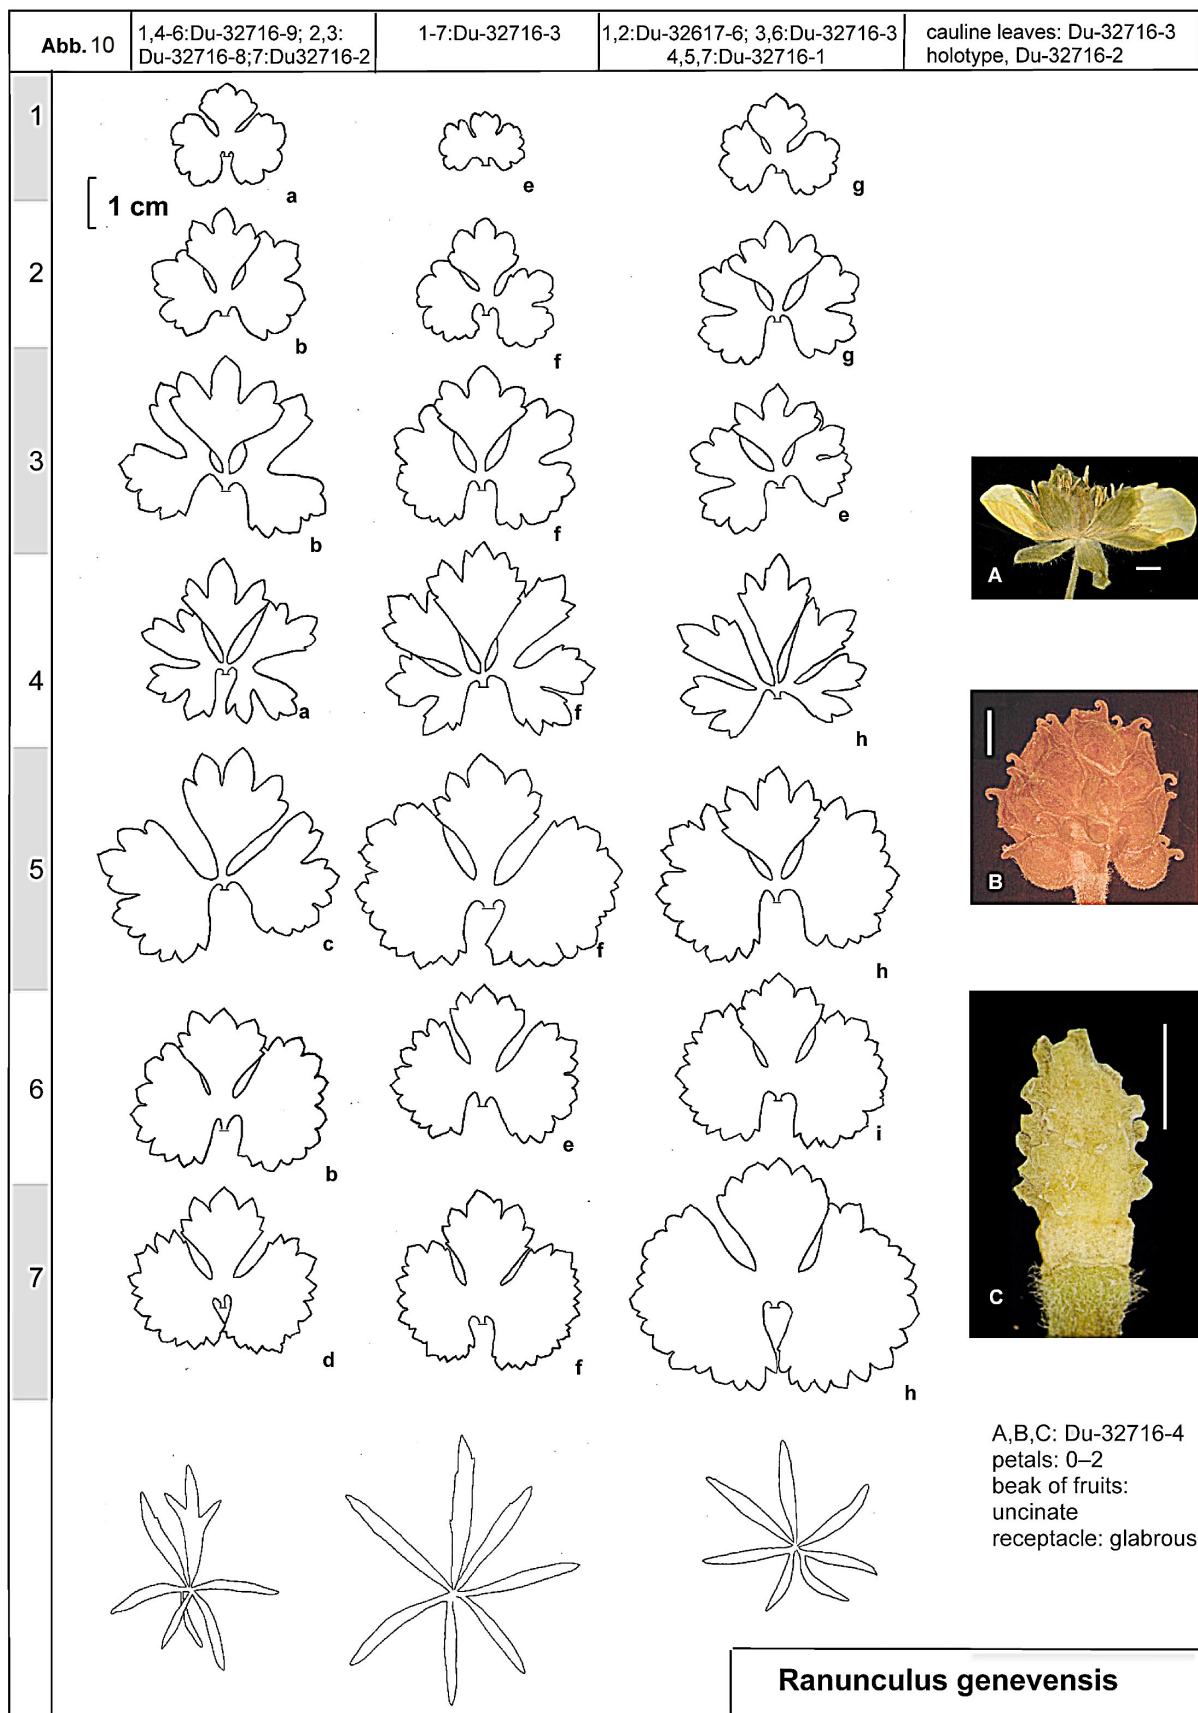 Abb. 10
1,4-6:Du-32716-9; 2,3:
Du-32716-8;7:Du32716-2
1-7:Du-32716-3
1,2:Du-32617-6; 3,6:Du-32716-3
4,5,7:Du-32716-1
cauline leaves: Du-32716-3
holotype, Du-32716-2
1
a
e
g
1 cm
2
b
f
g
3
b
f
e
A
4
a
f
h
B
5
c
f
h
6
b
e
i
C
7
d
f
h
A,B,C: Du-32716-4
petals: 0–2
beak of fruits:
uncinate
receptacle: glabrous
Ranunculus genevensis